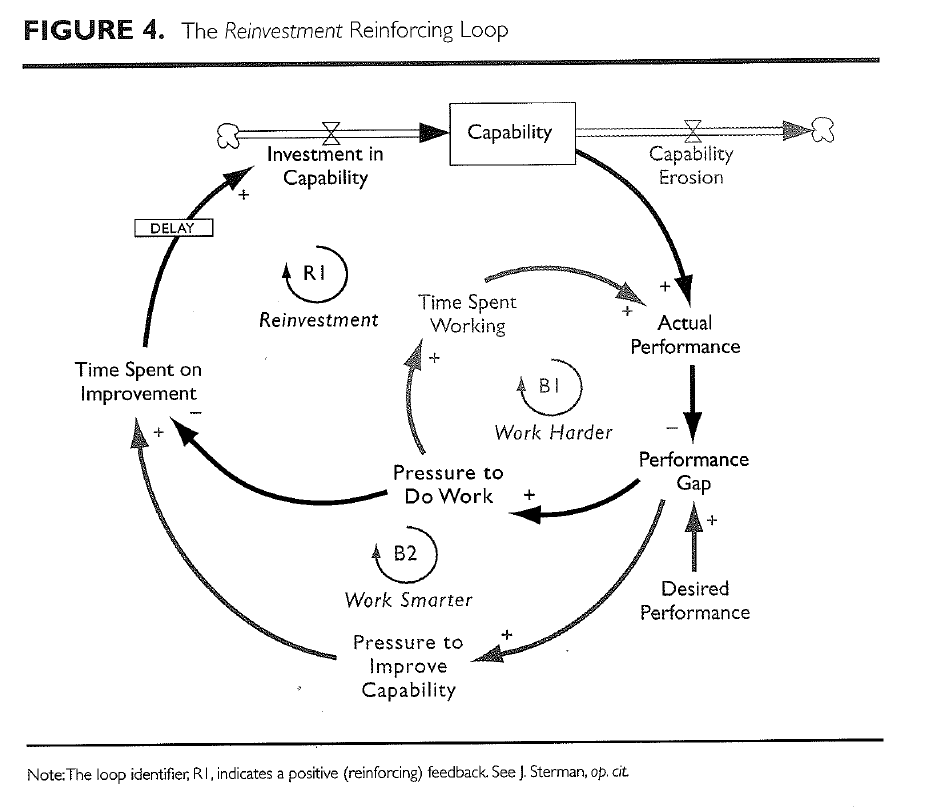 FIGURE 4. The Reinvestment Reinforcing Loop
Capability
Investment in
Capability
Capability
Erosion
+
DELAY
R1
Reinvestment
Time Spent
Working
+
+
Actual
Performance
+
B1
Work Harder
Time Spent on
Improvement
–
+
–
Performance
Gap
Pressure to
Do Work
+
+
B2
Work Smarter
Desired
Performance
+
Pressure to
Improve
Capability
Note: The loop identifier, R1, indicates a positive (reinforcing) feedback. See J. Sterman, op. cit.